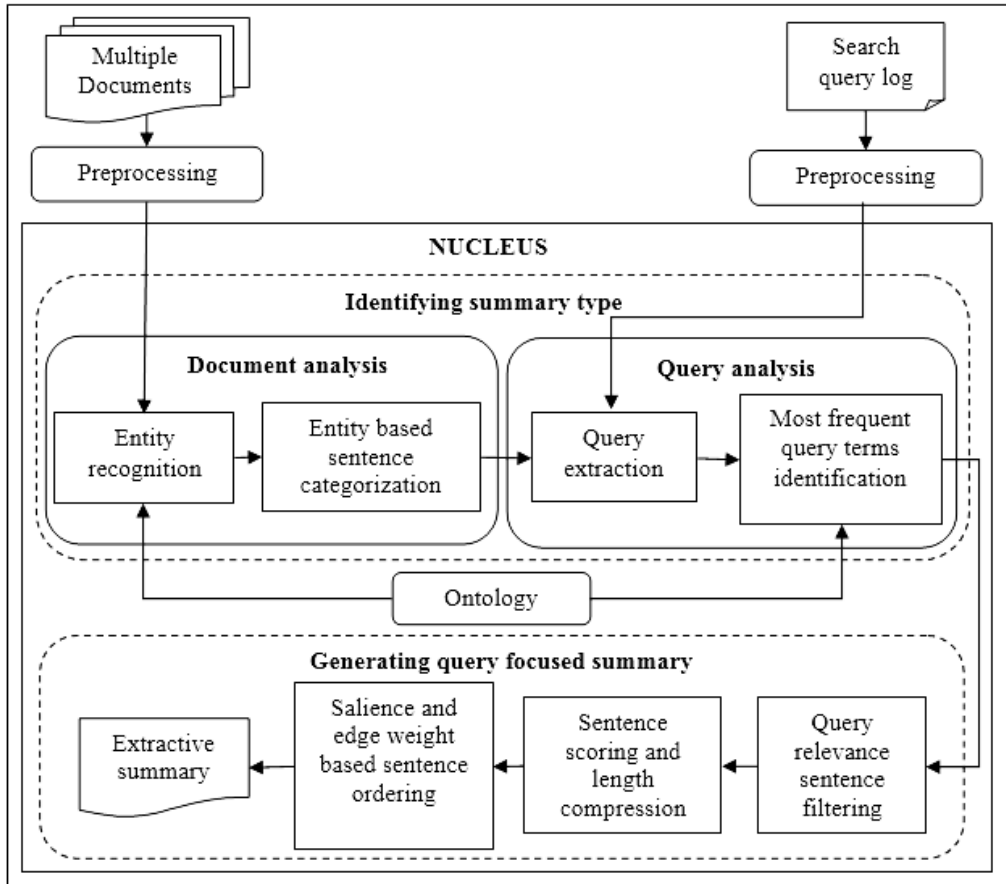 Multiple
Documents
Search
query log
Preprocessing
Preprocessing
NUCLEUS
Identifying summary type
Document analysis
Query analysis
Entity
recognition
Entity based
sentence
categorization
Query
extraction
Most frequent
query terms
identification
Ontology
Generating query focused summary
Extractive
summary
Salience and
edge weight
based sentence
ordering
Sentence
scoring and
length
compression
Query
relevance
sentence
filtering